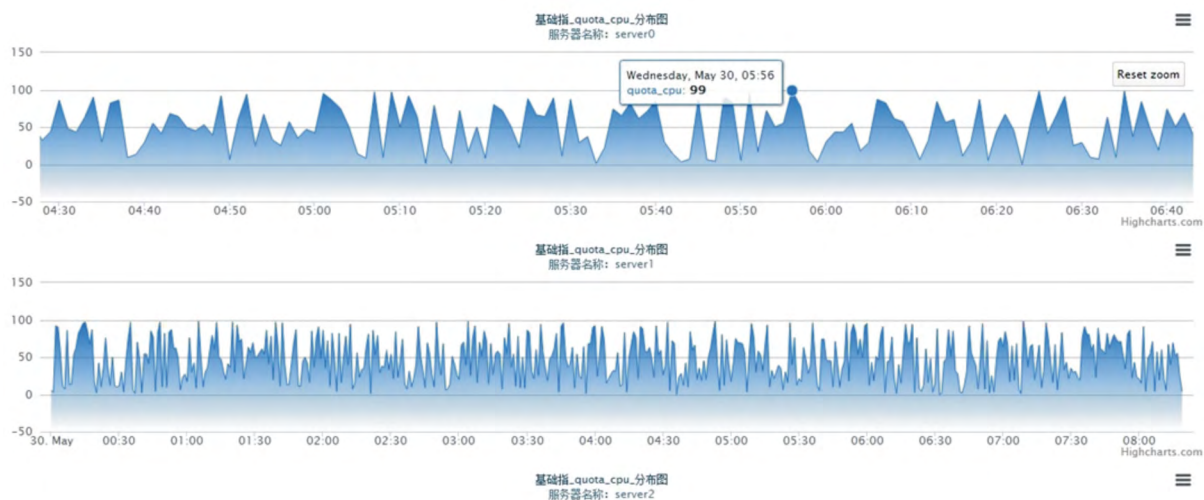 基础指_quota_cpu_分布图
服务器名称: server0
150
Wednesday, May 30, 05:56
quota_cpu: 99
Reset zoom
100
50
0
-50
04:30 04:40 04:50 05:00 05:10 05:20 05:30 05:40 05:50 06:00 06:10 06:20 06:30 06:40
Highcharts.com
基础指_quota_cpu_分布图
服务器名称: server1
150
100
50
0
-50
30. May 00:30 01:00 01:30 02:00 02:30 03:00 03:30 04:00 04:30 05:00 05:30 06:00 06:30 07:00 07:30 08:00
Highcharts.com
基础指_quota_cpu_分布图
服务器名称: server2